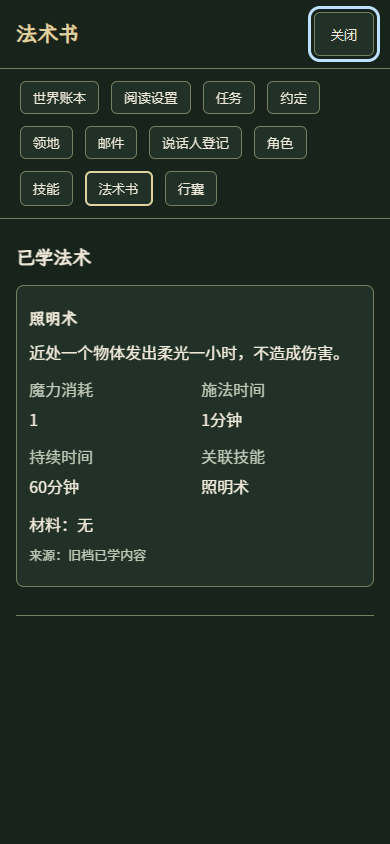 法术书
关闭
世界账本 阅读设置 任务 约定
领地 邮件 说话人登记 角色
技能 法术书 行囊
已学法术
照明术
近处一个物体发出柔光一小时，不造成伤害。
魔力消耗 施法时间
1 1分钟
持续时间 关联技能
60分钟 照明术
材料：无
来源：旧档已学内容